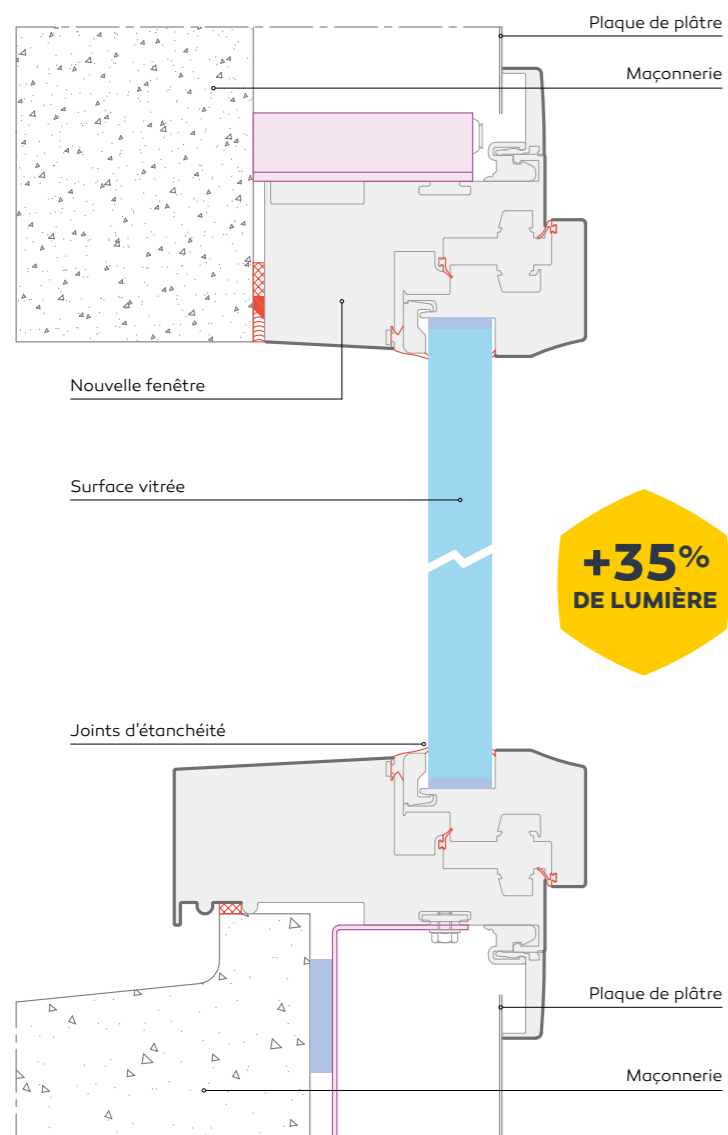 Plaque de plâtre
Maçonnerie
Nouvelle fenêtre
Surface vitrée
+35%
DE LUMIÈRE
Joints d'étanchéité
Plaque de plâtre
Maçonnerie